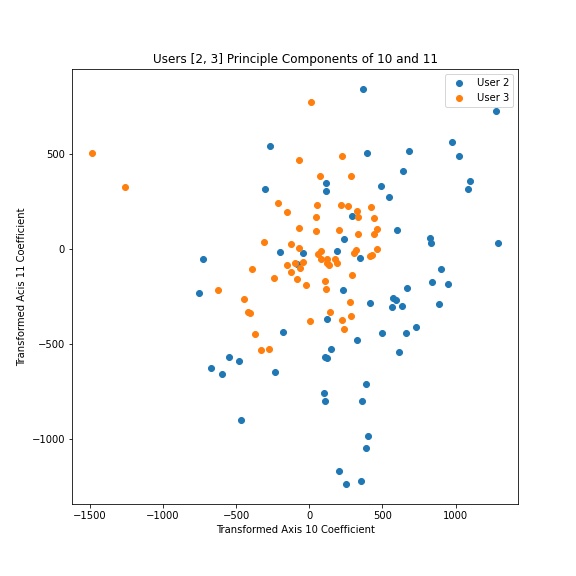 Users [2, 3] Principle Components of 10 and 11
User 2
User 3
Transformed Acis 11 Coefficient
500
0
−500
−1000
−1500
−1000
−500
0
500
1000
Transformed Axis 10 Coefficient